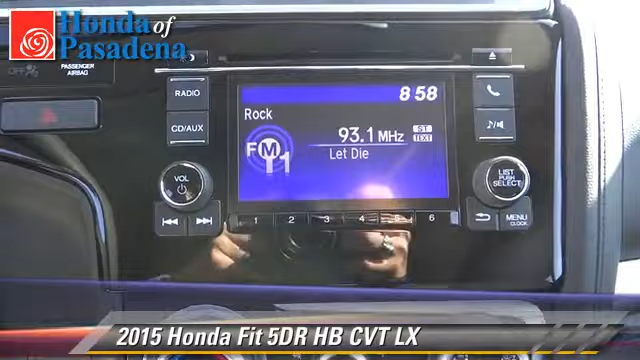 Honda of
Pasadena
OFF
PASSENGER
AIRBAG
RADIO
CD/AUX
VOL
8:58
Rock
93.1 MHz
ST
TEXT
FM
11
Let Die
LIST
PUSH
SELECT
1 2 3 4 5 6
MENU
CLOCK
2015 Honda Fit 5DR HB CVT LX